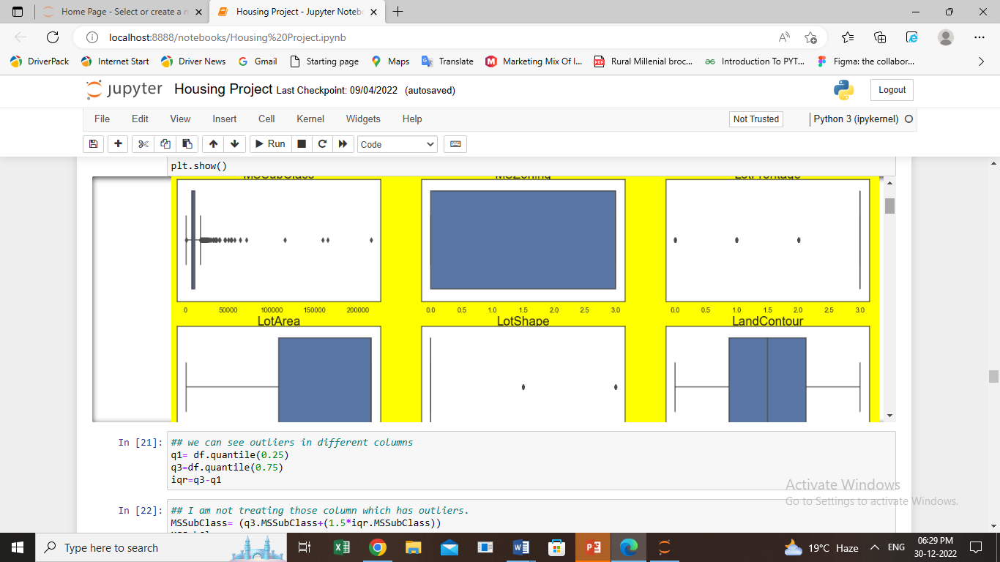 Home Page - Select or create a n
Housing Project - Jupyter Noteb
localhost:8888/notebooks/Housing%20Project.ipynb
DriverPack
Internet Start
Driver News
Gmail
Starting page
Maps
Translate
Marketing Mix Of I...
Rural Millenial broc...
Introduction To PYT...
Figma: the collabor...
jupyter Housing Project Last Checkpoint: 09/04/2022 (autosaved)
Logout
File Edit View Insert Cell Kernel Widgets Help
Not Trusted
Python 3 (ipykernel)
Run
Code
plt.show()
MSSubClass MSZoning LotFrontage
0 50000 100000 150000 200000
0.0 0.5 1.0 1.5 2.0 2.5 3.0
0.0 0.5 1.0 1.5 2.0 2.5 3.0
LotArea LotShape LandContour
In [21]: ## we can see outliers in different columns
q1= df.quantile(0.25)
q3=df.quantile(0.75)
iqr=q3-q1
In [22]: ## I am not treating those column which has outliers.
MSSubClass= (q3.MSSubClass+(1.5*iqr.MSSubClass))
Activate Windows
Go to Settings to activate Windows.
Type here to search
19°C Haze
ENG
06:29 PM
30-12-2022